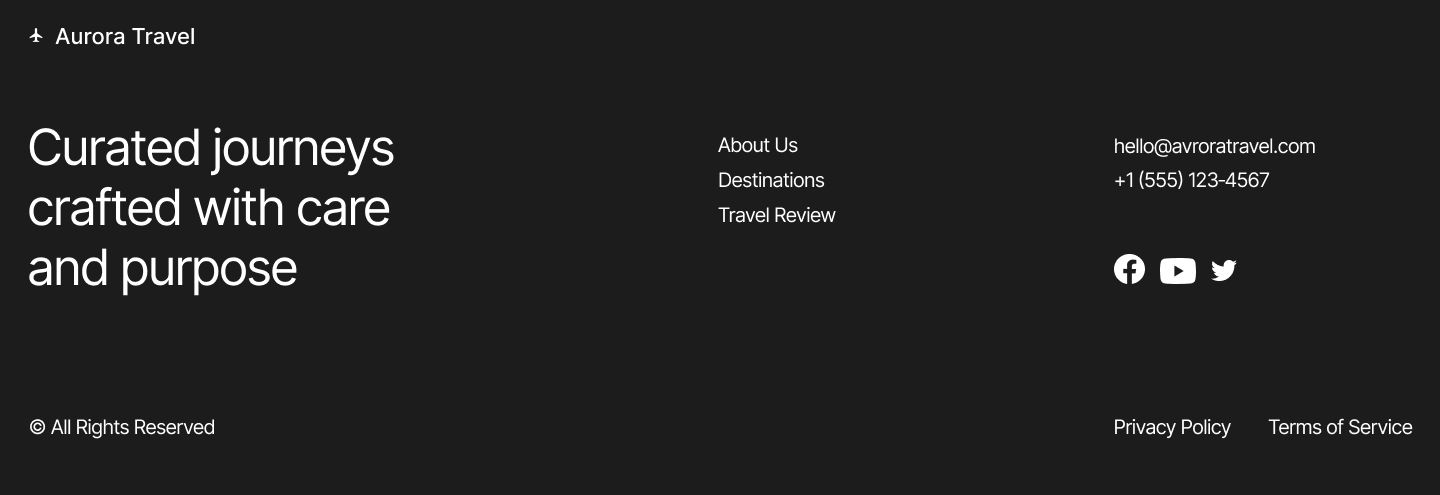 Aurora Travel
Curated journeys
crafted with care
and purpose
About Us
Destinations
Travel Review
hello@avroratravel.com
+1 (555) 123-4567
© All Rights Reserved
Privacy Policy
Terms of Service